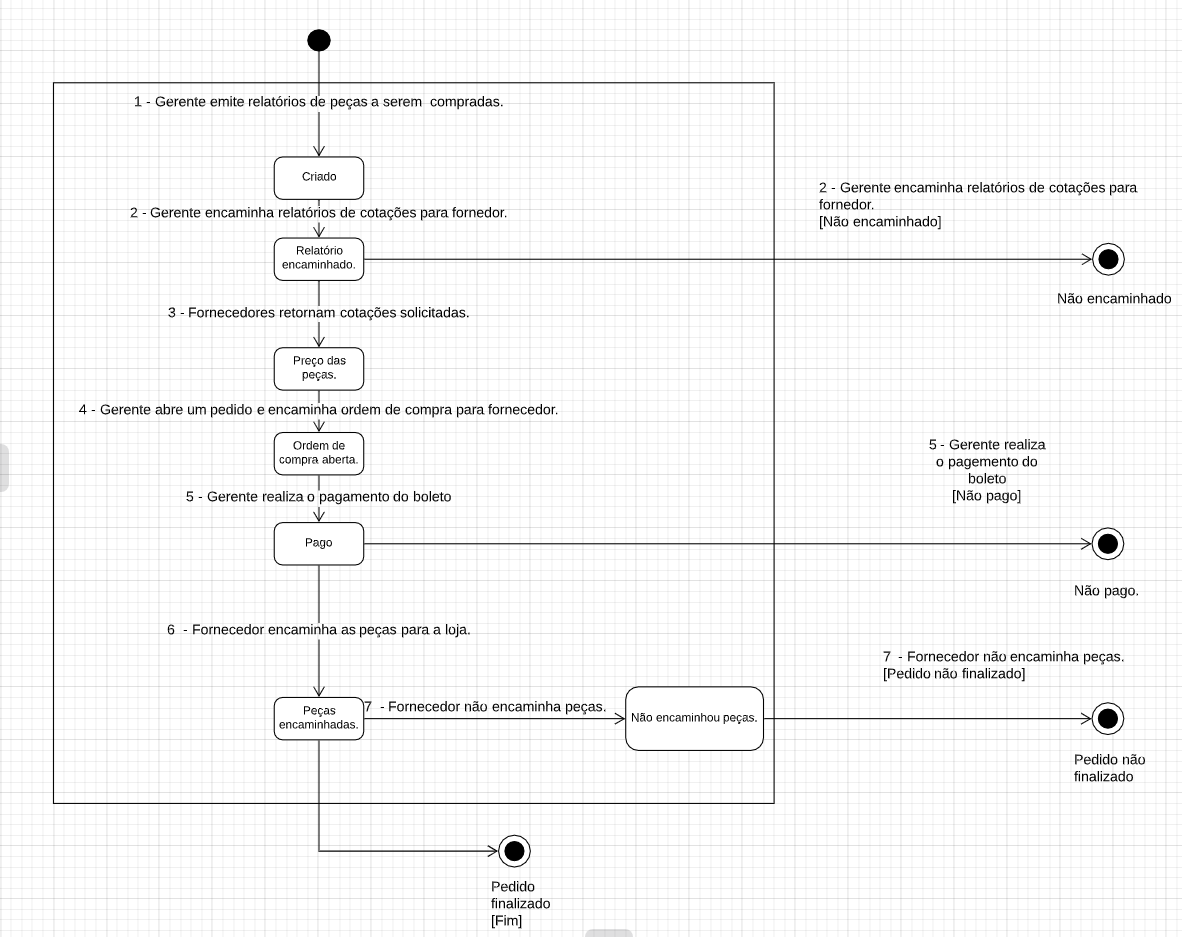 1 - Gerente emite relatórios de peças a serem  compradas.
Criado
2 - Gerente encaminha relatórios de cotações para
fornedor.
[Não encaminhado]
2 - Gerente encaminha relatórios de cotações para fornedor.
Relatório
encaminhado.
Não encaminhado
3 - Fornecedores retornam cotações solicitadas.
Preço das
peças.
4 - Gerente abre um pedido e encaminha ordem de compra para fornecedor.
Ordem de
compra aberta.
5 - Gerente realiza
o pagemento do
boleto
[Não pago]
5 - Gerente realiza o pagamento do boleto
Pago
Não pago.
6  - Fornecedor encaminha as peças para a loja.
7  - Fornecedor não encaminha peças.
[Pedido não finalizado]
Peças
encaminhadas.
7  - Fornecedor não encaminha peças.
Não encaminhou peças.
Pedido não
finalizado
Pedido
finalizado
[Fim]